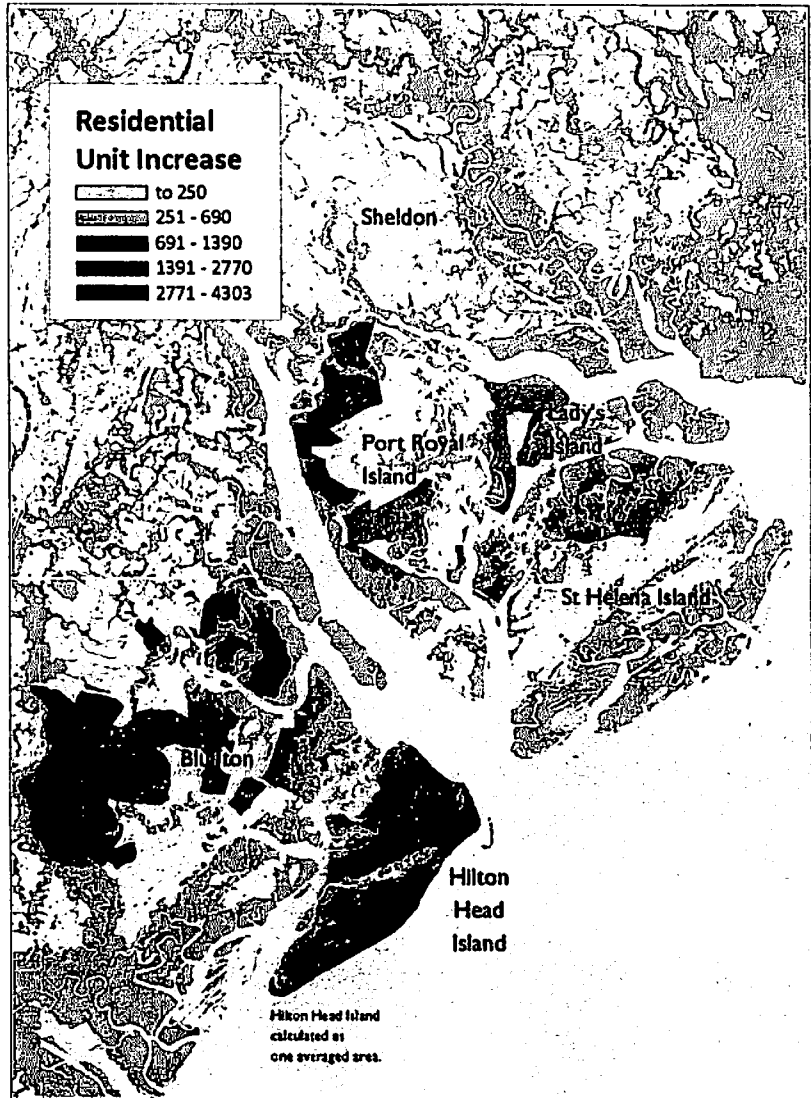 Residential
Unit Increase
to 250
251 - 690
691 - 1390
1391 - 2770
2771 - 4303
Sheldon
Lady's
Island
Port Royal
Island
St Helena Island
Bluffton
Hilton
Head
Island
Hilton Head Island
calculated as
one averaged area.